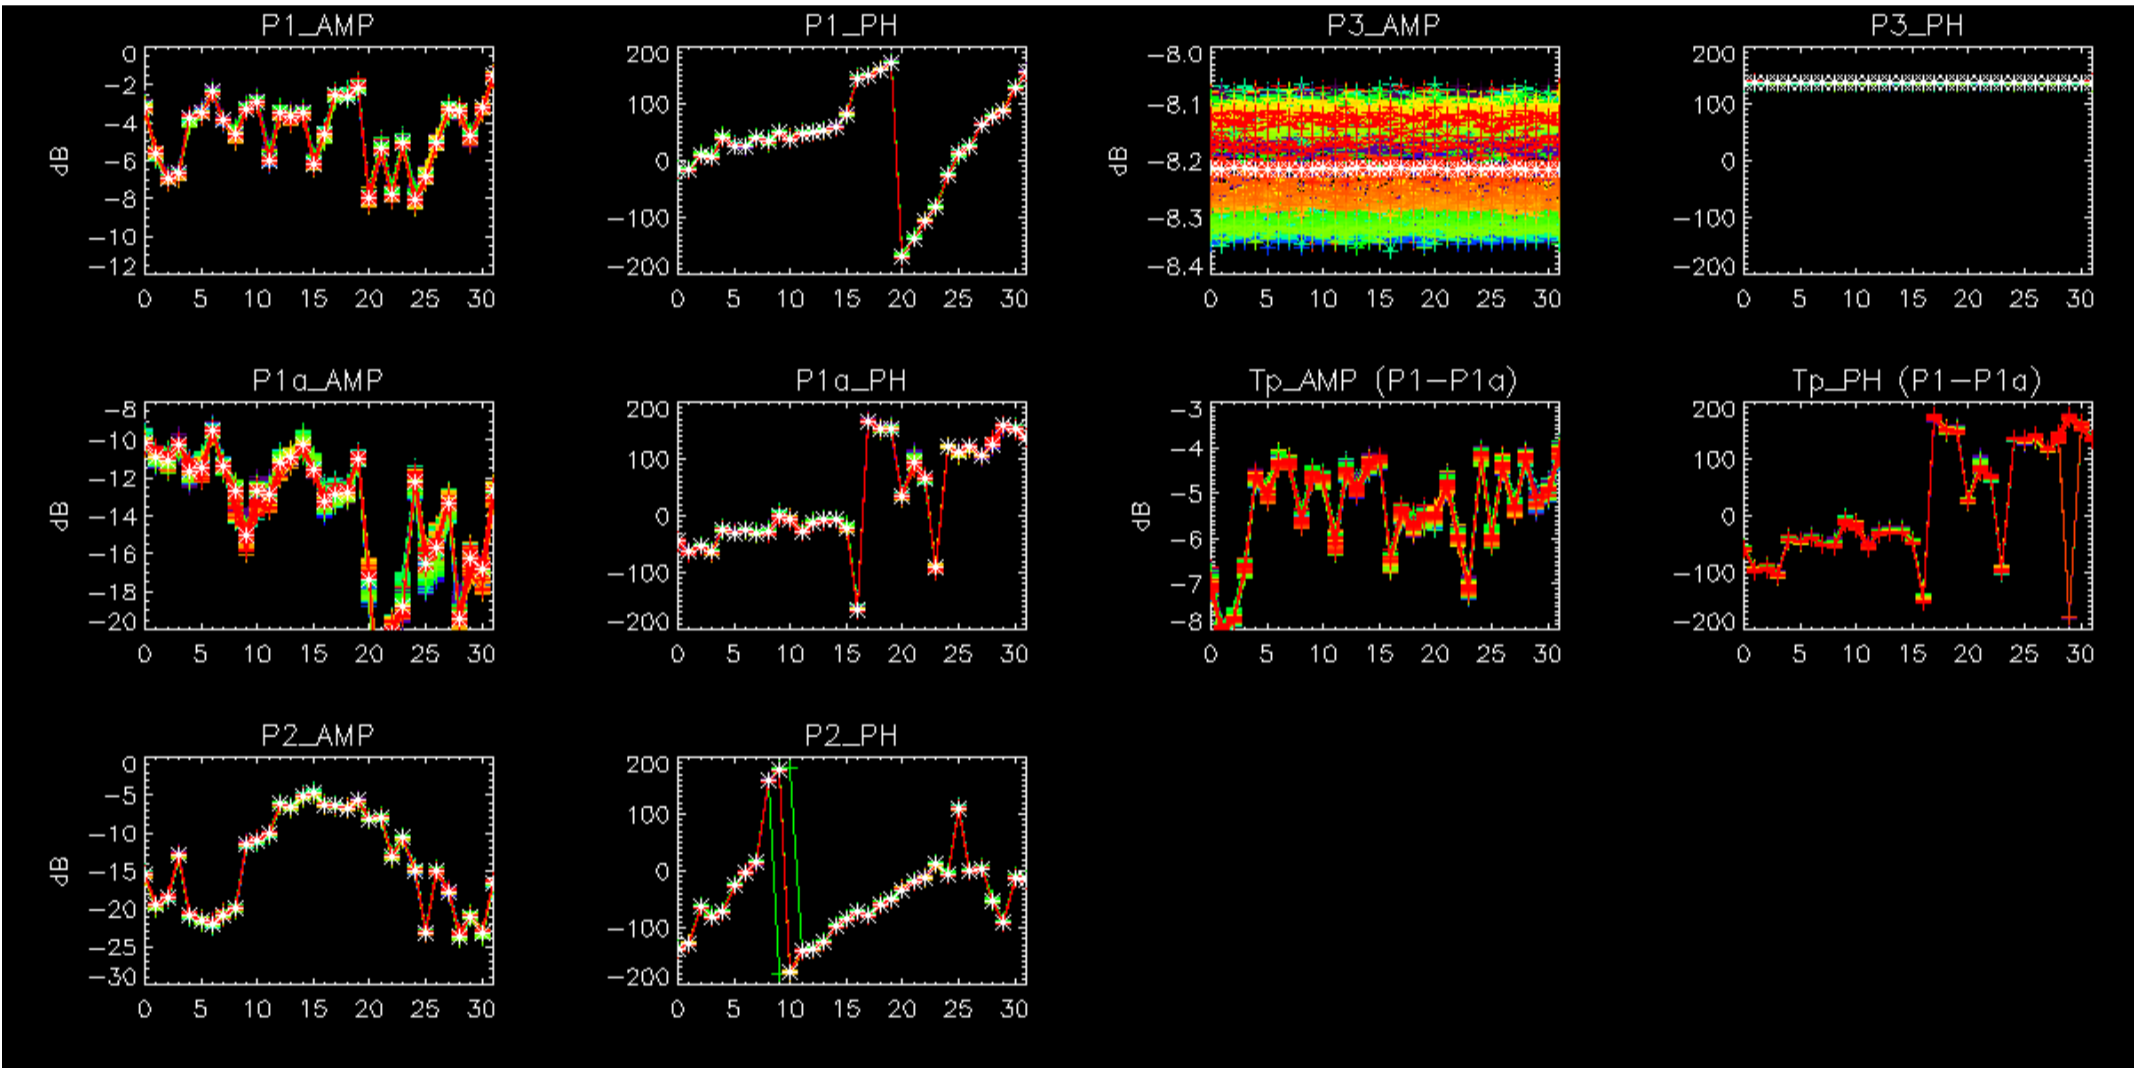 P1_AMP
P1_PH
P3_AMP
P3_PH
0
−2
−4
−6
−8
−10
−12
dB
0 5 10 15 20 25 30
200
100
0
−100
−200
0 5 10 15 20 25 30
−8.0
−8.1
−8.2
−8.3
−8.4
dB
0 5 10 15 20 25 30
200
100
0
−100
−200
0 5 10 15 20 25 30
P1a_AMP
P1a_PH
Tp_AMP (P1−P1a)
Tp_PH (P1−P1a)
−8
−10
−12
−14
−16
−18
−20
dB
0 5 10 15 20 25 30
200
100
0
−100
−200
0 5 10 15 20 25 30
−3
−4
−5
−6
−7
−8
dB
0 5 10 15 20 25 30
200
100
0
−100
−200
0 5 10 15 20 25 30
P2_AMP
P2_PH
0
−5
−10
−15
−20
−25
−30
dB
0 5 10 15 20 25 30
200
100
0
−100
−200
0 5 10 15 20 25 30